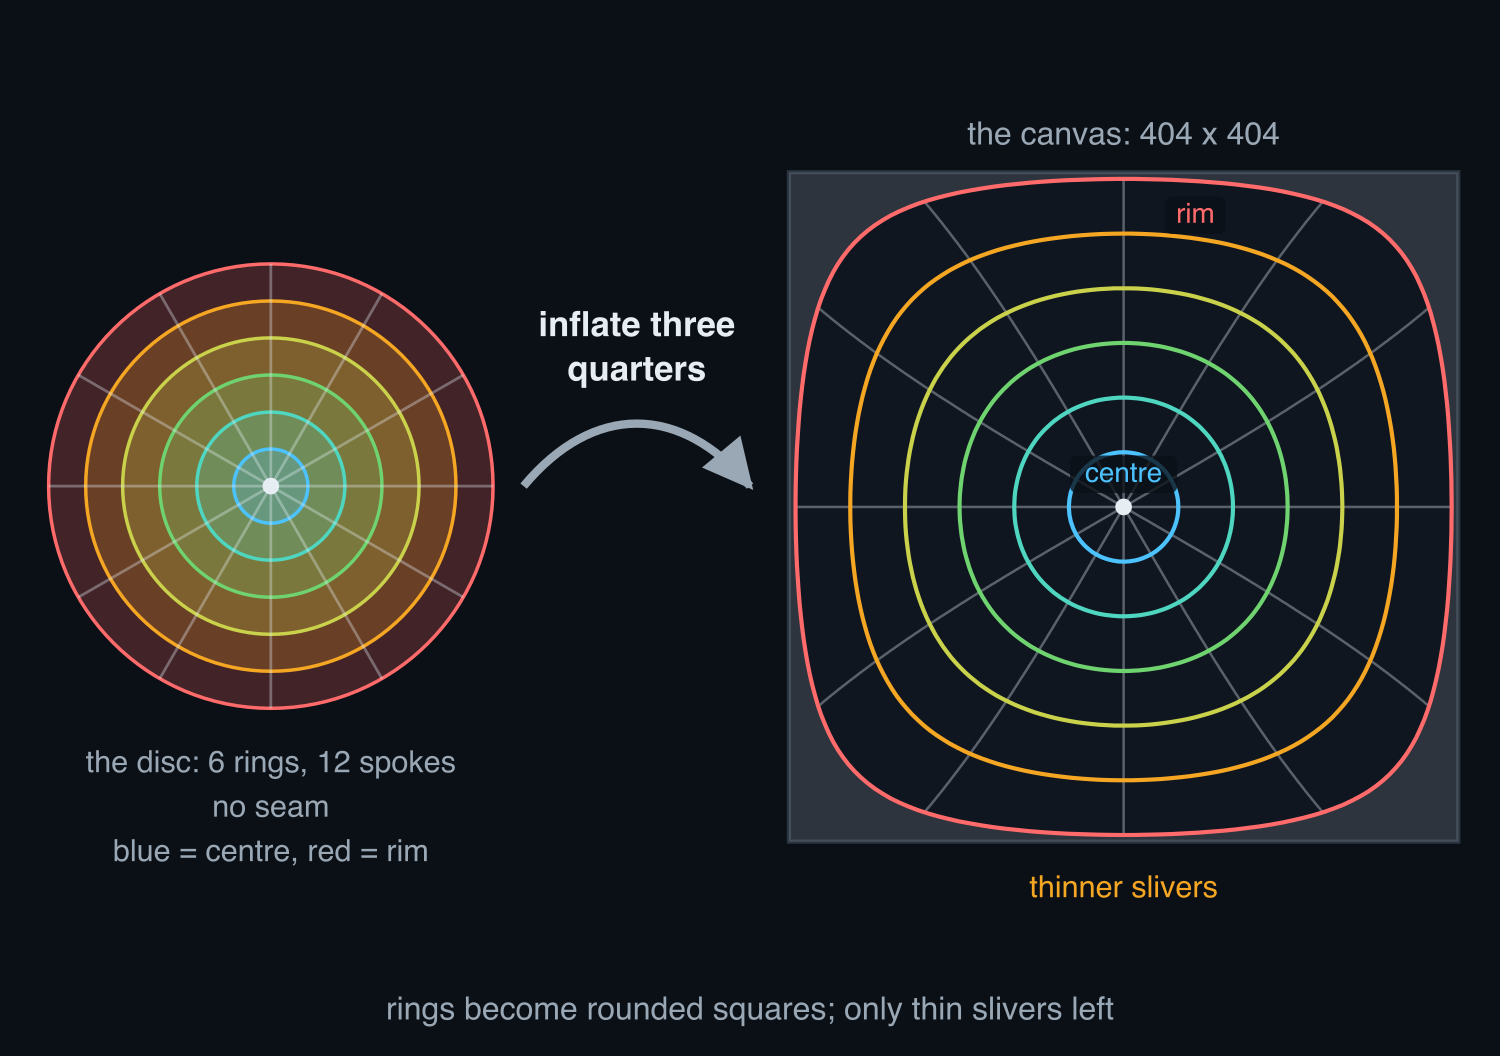 the canvas: 404 x 404
rim
inflate three
quarters
centre
the disc: 6 rings, 12 spokes
no seam
blue = centre, red = rim
thinner slivers
rings become rounded squares; only thin slivers left